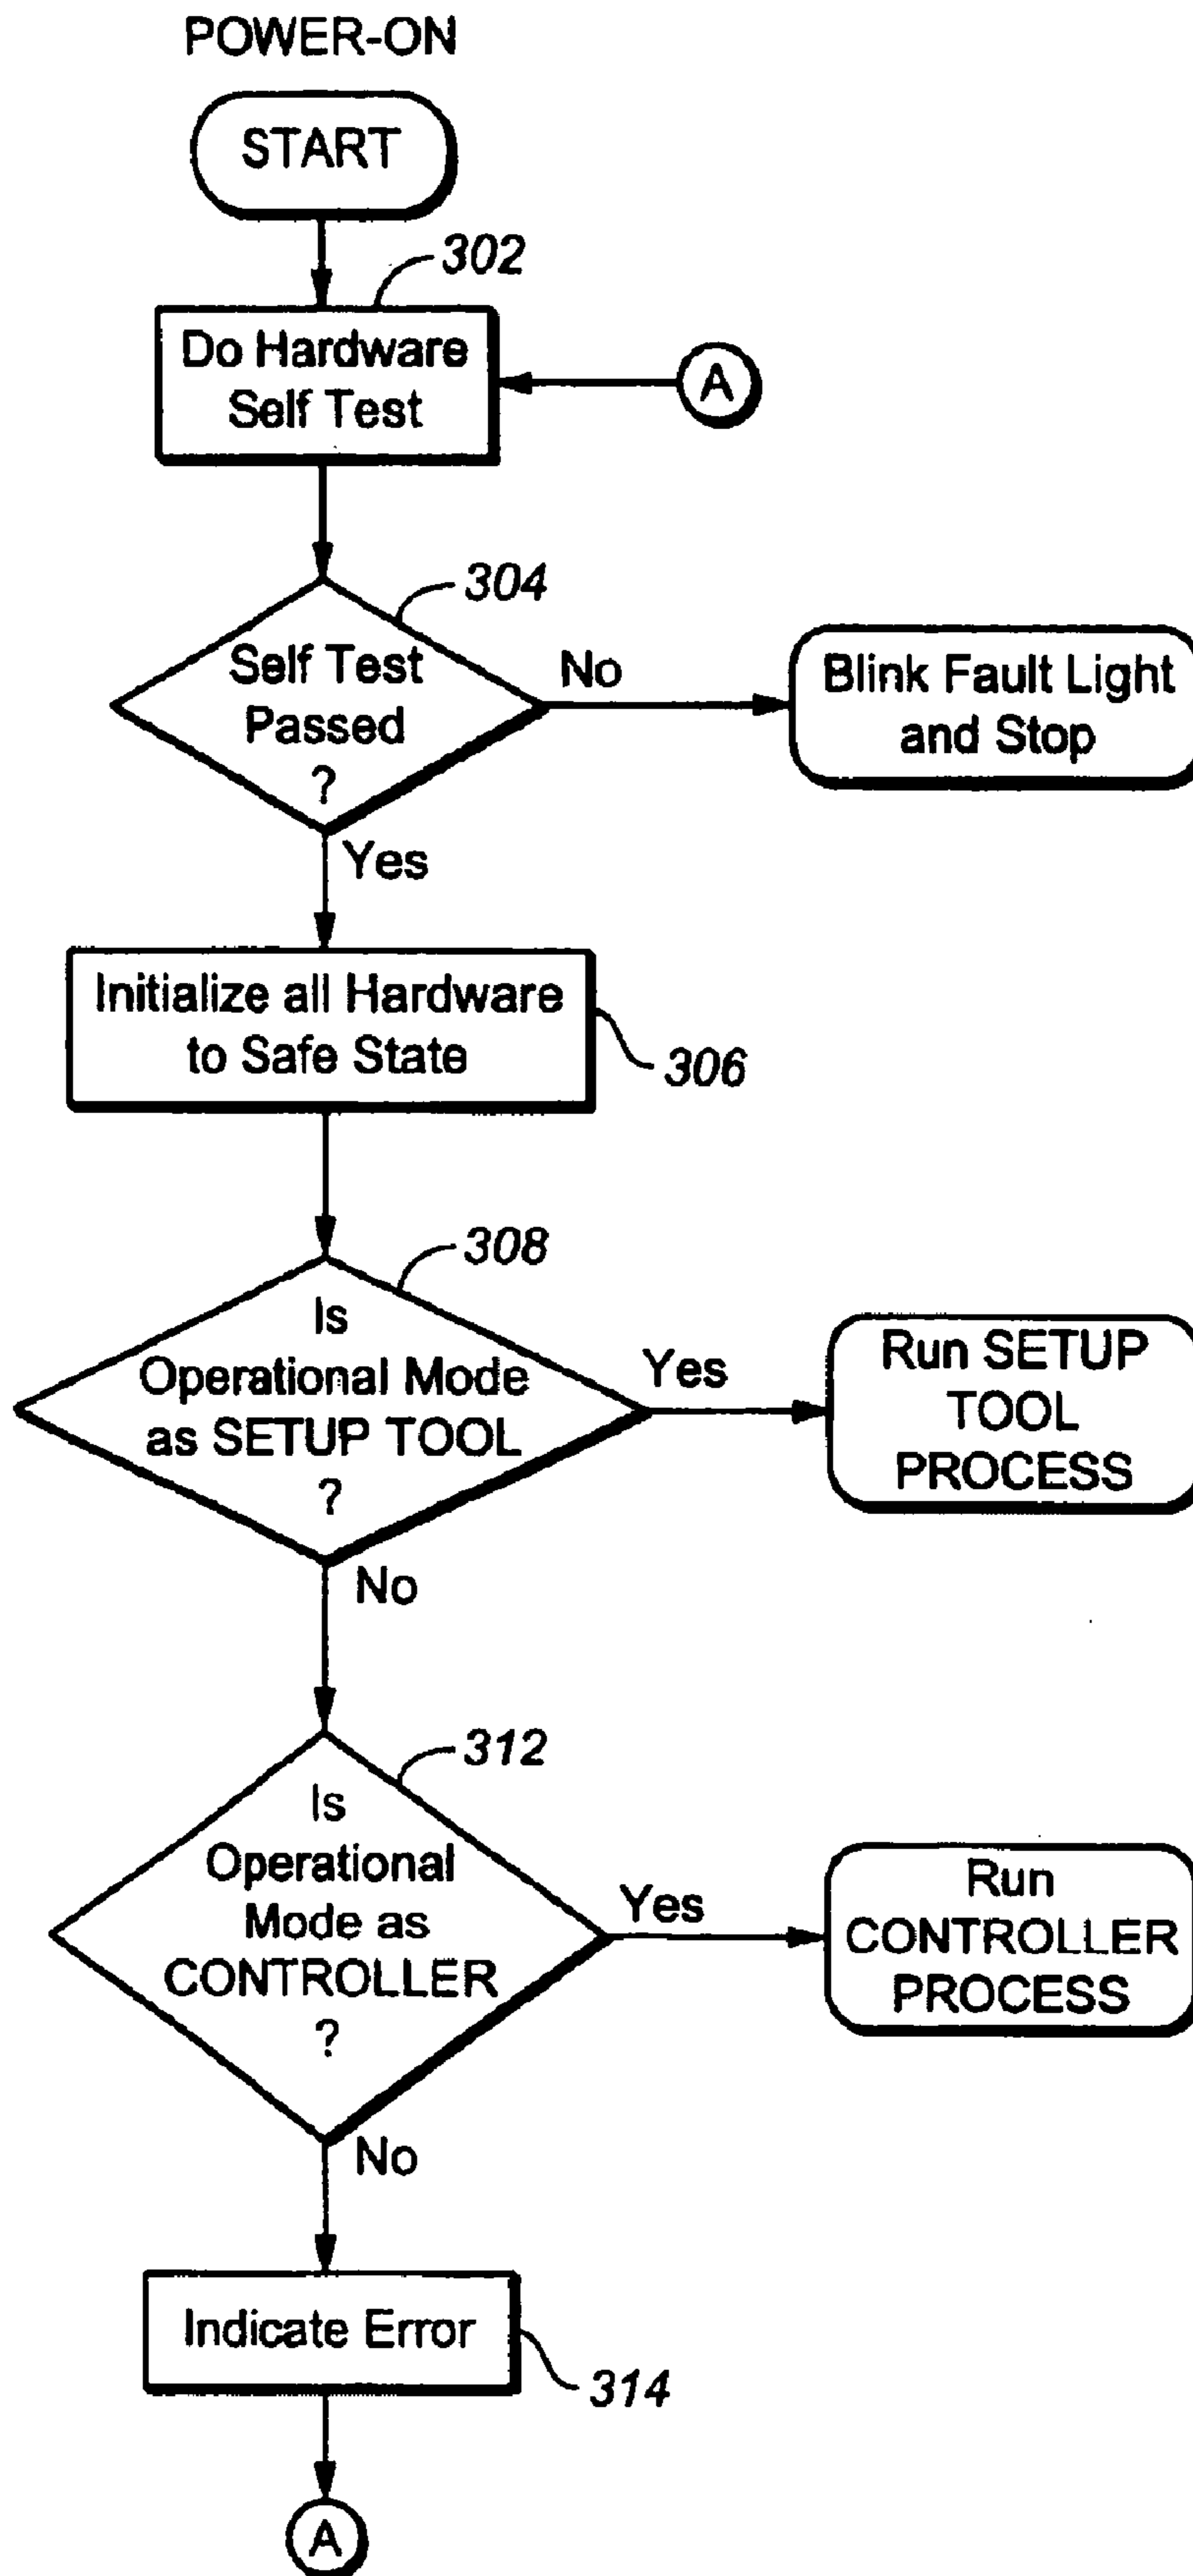 POWER-ON
START
302
Do Hardware
Self Test
A
304
Self Test
Passed
?
No
Blink Fault Light
and Stop
Yes
Initialize all Hardware
to Safe State
306
308
Is
Operational Mode
as SETUP TOOL
?
Yes
Run SETUP
TOOL
PROCESS
No
312
Is
Operational
Mode as
CONTROLLER
?
Yes
Run
CONTROLLER
PROCESS
No
Indicate Error
314
A